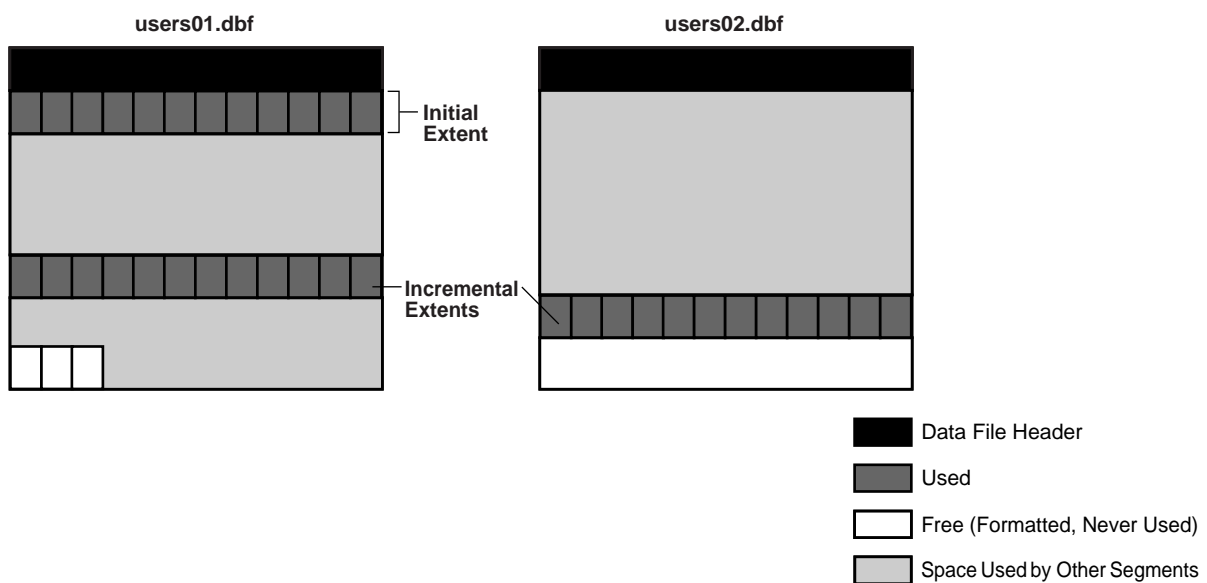 users01.dbf
users02.dbf
Initial
Extent
Incremental
Extents
Data File Header
Used
Free (Formatted, Never Used)
Space Used by Other Segments